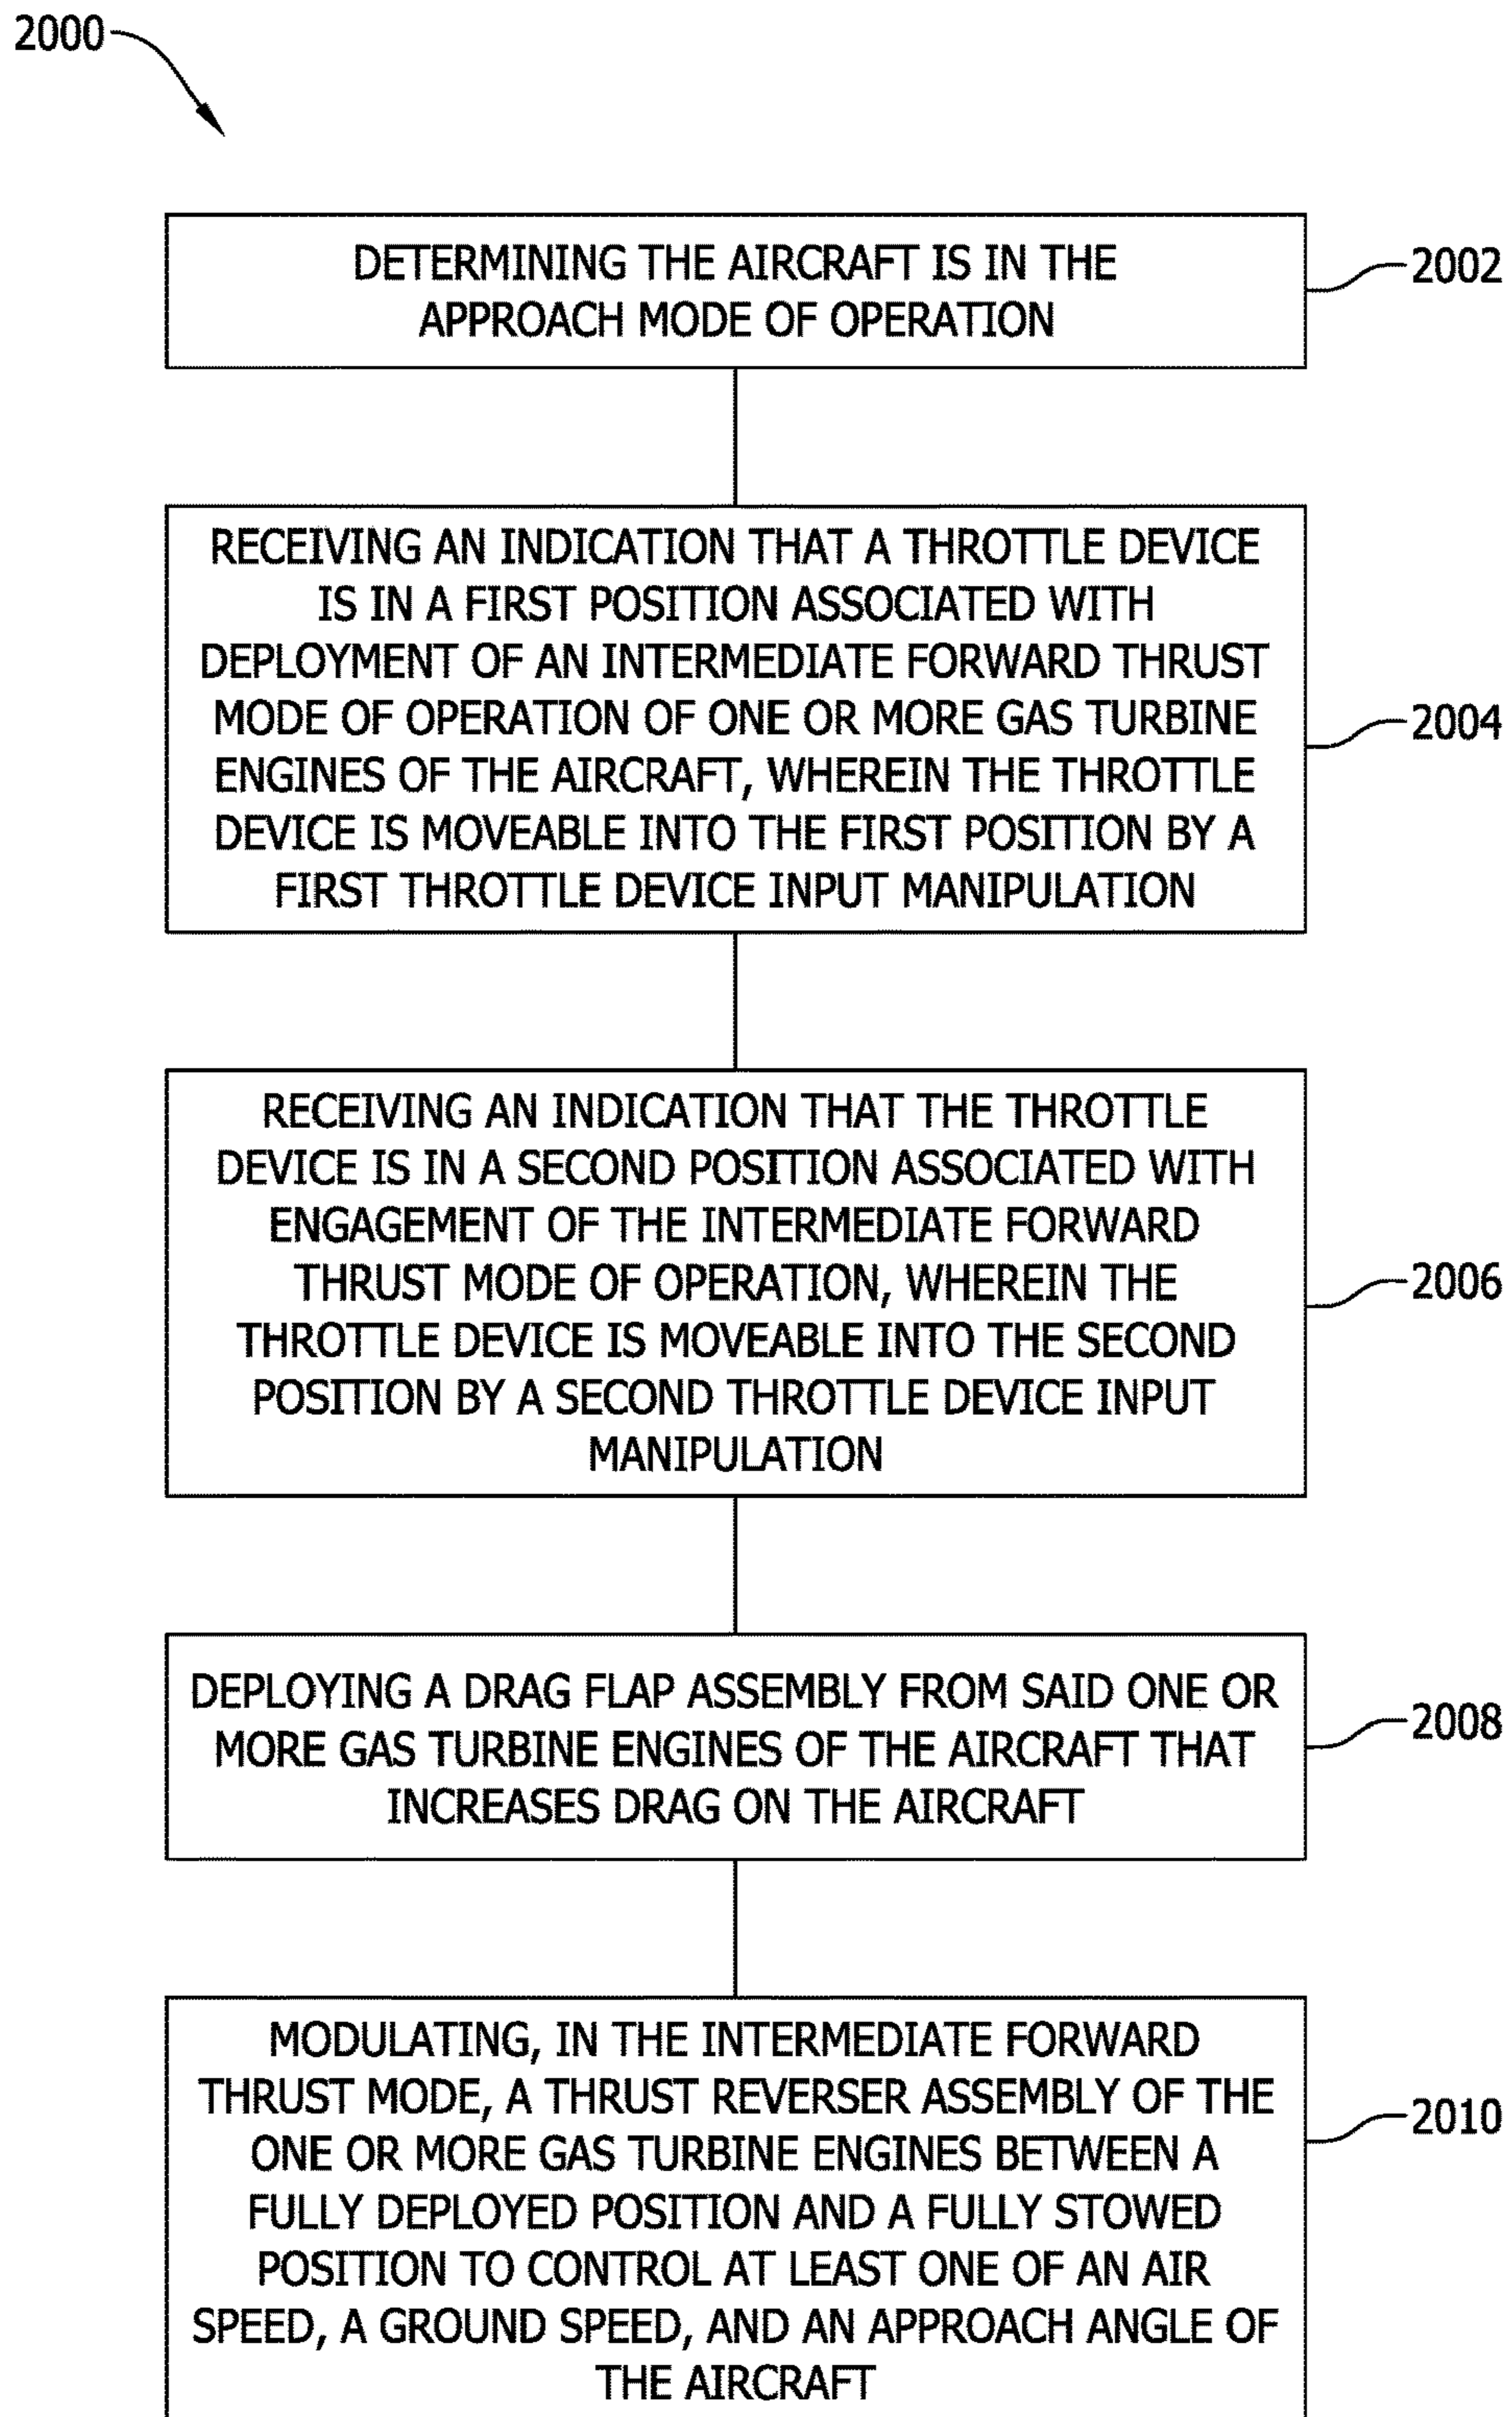 2000
DETERMINING THE AIRCRAFT IS IN THE
APPROACH MODE OF OPERATION
2002
RECEIVING AN INDICATION THAT A THROTTLE DEVICE
IS IN A FIRST POSITION ASSOCIATED WITH
DEPLOYMENT OF AN INTERMEDIATE FORWARD THRUST
MODE OF OPERATION OF ONE OR MORE GAS TURBINE
ENGINES OF THE AIRCRAFT, WHEREIN THE THROTTLE
DEVICE IS MOVEABLE INTO THE FIRST POSITION BY A
FIRST THROTTLE DEVICE INPUT MANIPULATION
2004
RECEIVING AN INDICATION THAT THE THROTTLE
DEVICE IS IN A SECOND POSITION ASSOCIATED WITH
ENGAGEMENT OF THE INTERMEDIATE FORWARD
THRUST MODE OF OPERATION, WHEREIN THE
THROTTLE DEVICE IS MOVEABLE INTO THE SECOND
POSITION BY A SECOND THROTTLE DEVICE INPUT
MANIPULATION
2006
DEPLOYING A DRAG FLAP ASSEMBLY FROM SAID ONE OR
MORE GAS TURBINE ENGINES OF THE AIRCRAFT THAT
INCREASES DRAG ON THE AIRCRAFT
2008
MODULATING, IN THE INTERMEDIATE FORWARD
THRUST MODE, A THRUST REVERSER ASSEMBLY OF THE
ONE OR MORE GAS TURBINE ENGINES BETWEEN A
FULLY DEPLOYED POSITION AND A FULLY STOWED
POSITION TO CONTROL AT LEAST ONE OF AN AIR
SPEED, A GROUND SPEED, AND AN APPROACH ANGLE OF
THE AIRCRAFT
2010